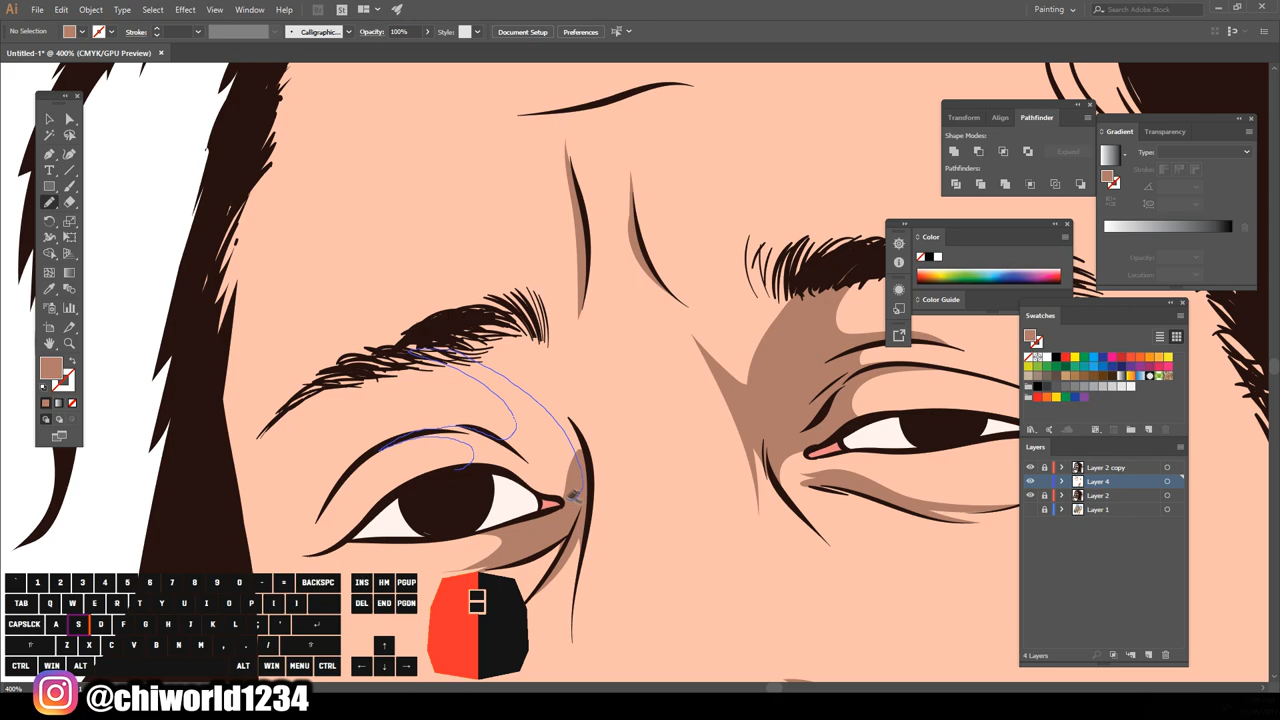 Ai File Edit Object Type Select Effect View Window Help Br St Painting Search Adobe Stock
No Selection Stroke: Calligraphic... Opacity: 100% Style: Document Setup Preferences
Untitled-1* @ 400% (CMYK/GPU Preview)
Transform Align Pathfinder
Shape Modes:
Expand
Pathfinders:
Gradient Transparency
Type:
Stroke:
Opacity:
Location:
Color
Color Guide
Swatches
Layers
Layer 2 copy
Layer 4
Layer 2
Layer 1
4 Layers
` 1 2 3 4 5 6 7 8 9 0 - = BACKSPC INS HM PGUP
TAB Q W E R T Y U I O P [ ] DEL END PGDN
CAPSLCK A S D F G H J K L ; '
Z X C V B N M , . /
CTRL WIN ALT ALT WIN MENU CTRL
400%
@chiworld1234